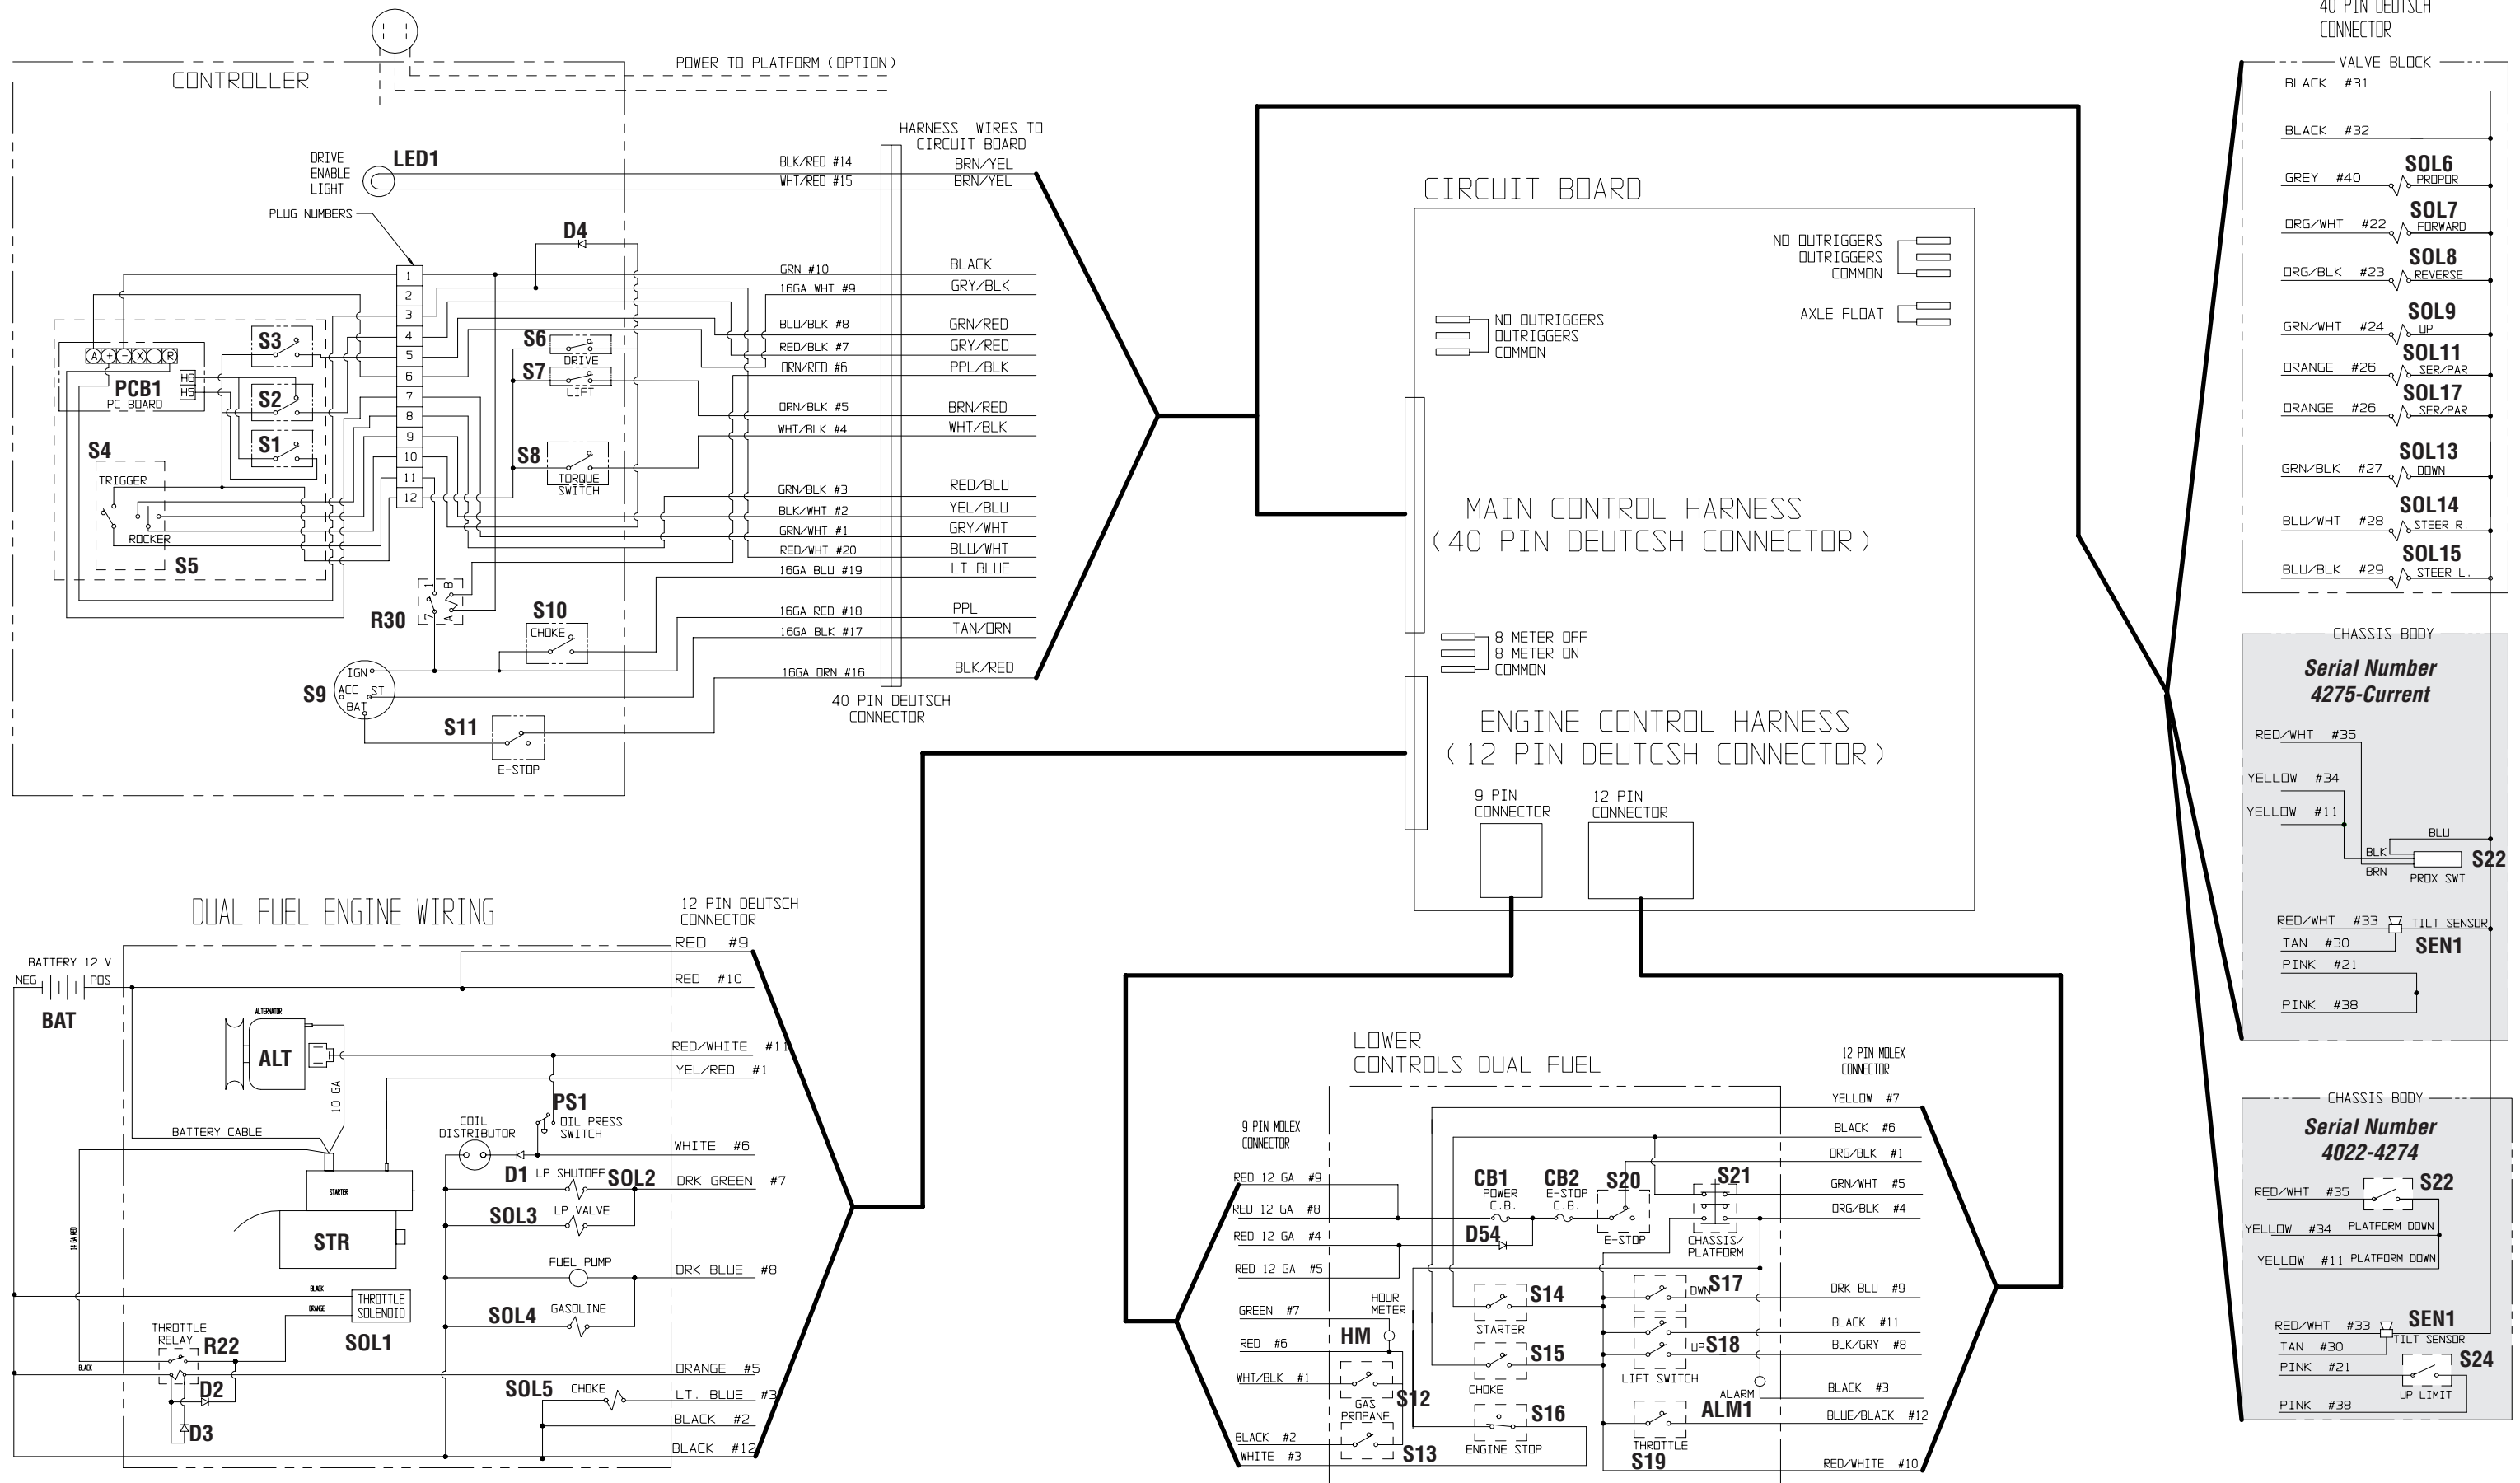 40 PIN DEUTSCH
CONNECTOR
CONTROLLER
POWER TO PLATFORM (OPTION)
HARNESS WIRES TO
CIRCUIT BOARD
DRIVE
ENABLE
LIGHT
LED1
BLK/RED #14 BRN/YEL
WHT/RED #15 BRN/YEL
PLUG NUMBERS
D4
1
2
3
4
5
6
7
8
9
10
11
12
GRN #10 BLACK
16GA WHT #9 GRY/BLK
BLU/BLK #8 GRN/RED
RED/BLK #7 GRY/RED
ORN/RED #6 PPL/BLK
ORN/BLK #5 BRN/RED
WHT/BLK #4 WHT/BLK
GRN/BLK #3 RED/BLU
BLK/WHT #2 YEL/BLU
GRN/WHT #1 GRY/WHT
RED/WHT #20 BLU/WHT
16GA BLU #19 LT BLUE
16GA RED #18 PPL
16GA BLK #17 TAN/ORN
16GA ORN #16 BLK/RED
40 PIN DEUTSCH
CONNECTOR
A + - X R
PCB1
PC BOARD
H6
H5
S3
S2
S1
S4
TRIGGER
ROCKER
S5
S6
DRIVE
S7
LIFT
S8
TORQUE
SWITCH
R30
1 B
7 A
S10
CHOKE
S9
IGN
ACC ST
BAT
S11
E-STOP
CIRCUIT BOARD
NO OUTRIGGERS
OUTRIGGERS
COMMON
AXLE FLOAT
NO OUTRIGGERS
OUTRIGGERS
COMMON
MAIN CONTROL HARNESS
(40 PIN DEUTCSH CONNECTOR)
8 METER OFF
8 METER ON
COMMON
ENGINE CONTROL HARNESS
(12 PIN DEUTCSH CONNECTOR)
9 PIN
CONNECTOR
12 PIN
CONNECTOR
VALVE BLOCK
BLACK #31
BLACK #32
GREY #40 SOL6 PROPOR
ORG/WHT #22 SOL7 FORWARD
ORG/BLK #23 SOL8 REVERSE
GRN/WHT #24 SOL9 UP
ORANGE #26 SOL11 SER/PAR
ORANGE #26 SOL17 SER/PAR
GRN/BLK #27 SOL13 DOWN
BLU/WHT #28 SOL14 STEER R.
BLU/BLK #29 SOL15 STEER L.
CHASSIS BODY
Serial Number
4275-Current
RED/WHT #35
YELLOW #34
YELLOW #11
BLU
BLK
BRN
S22
PROX SWT
RED/WHT #33 TILT SENSOR
TAN #30 SEN1
PINK #21
PINK #38
CHASSIS BODY
Serial Number
4022-4274
RED/WHT #35 S22
YELLOW #34 PLATFORM DOWN
YELLOW #11 PLATFORM DOWN
SEN1
RED/WHT #33 TILT SENSOR
TAN #30
PINK #21 S24
UP LIMIT
PINK #38
DUAL FUEL ENGINE WIRING
12 PIN DEUTSCH
CONNECTOR
BATTERY 12 V
NEG POS
BAT
RED #9
RED #10
ALTERNATOR
ALT
10 GA
RED/WHITE #11
YEL/RED #1
PS1
OIL PRESS
SWITCH
COIL
DISTRIBUTOR
BATTERY CABLE
WHITE #6
D1 LP SHUTOFF SOL2 DRK GREEN #7
SOL3 LP VALVE
STARTER
STR
14 GA RED
FUEL PUMP
DRK BLUE #8
SOL4 GASOLINE
BLACK
ORANGE
THROTTLE
SOLENOID
SOL1
THROTTLE
RELAY
R22
BLACK
ORANGE #5
D2
D3
SOL5 CHOKE
LT. BLUE #3
BLACK #2
BLACK #12
LOWER
CONTROLS DUAL FUEL
12 PIN MOLEX
CONNECTOR
9 PIN MOLEX
CONNECTOR
RED 12 GA #9
RED 12 GA #8
RED 12 GA #4
RED 12 GA #5
GREEN #7
RED #6
WHT/BLK #1
BLACK #2
WHITE #3
CB1
POWER
C.B.
CB2
E-STOP
C.B.
S20
E-STOP
S21
CHASSIS/
PLATFORM
D54
HOUR
METER
HM
S12
GAS
PROPANE
S13
S14
STARTER
S15
CHOKE
S16
ENGINE STOP
DWN S17
UP S18
LIFT SWITCH
ALARM
ALM1
THROTTLE
S19
YELLOW #7
BLACK #6
ORG/BLK #1
GRN/WHT #5
ORG/BLK #4
DRK BLU #9
BLACK #11
BLK/GRY #8
BLACK #3
BLUE/BLACK #12
RED/WHITE #10